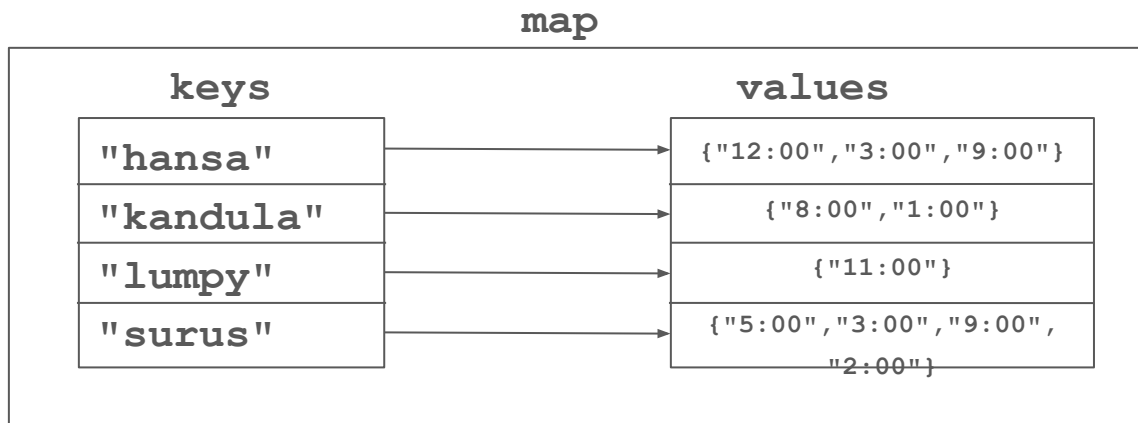 map
keys values
"hansa" {"12:00","3:00","9:00"}
"kandula" {"8:00","1:00"}
"lumpy" {"11:00"}
"surus" {"5:00","3:00","9:00",
"2:00"}